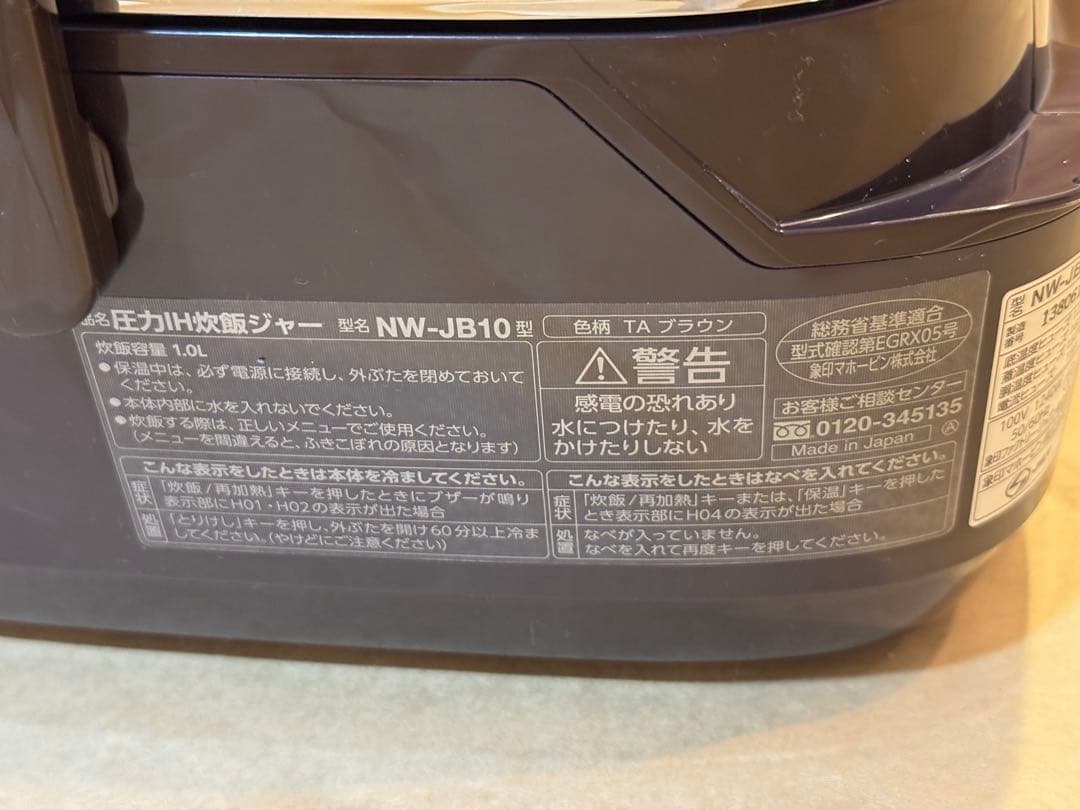 品名 圧力IH炊飯ジャー 型名 NW-JB10型
炊飯容量 1.0L
●保温中は、必ず電源に接続し、外ぶたを閉めておいて
ください。
●本体内部に水を入れないでください。
●炊飯する際は、正しいメニューでご使用ください。
(メニューを間違えると、ふきこぼれの原因となります)
色柄 TA ブラウン
警告
感電の恐れあり
水につけたり、水を
かけたりしない
総務省基準適合
型式確認第EGRX05号
象印マホービン株式会社
お客様ご相談センター
0120-345135
Made in Japan Ⓐ
こんな表示をしたときは本体を冷ましてください。
症状 「炊飯/再加熱」キーを押したときにブザーが鳴り
表示部にH01・H02の表示が出た場合
処置 「とりけし」キーを押し、外ぶたを開け60分以上冷ま
してください。(やけどにご注意ください)
こんな表示をしたときはなべを入れてください。
症状 「炊飯/再加熱」キーまたは、「保温」キーを押した
とき表示部にH04の表示が出た場合
処置 なべが入っていません。
なべを入れて再度キーを押してください。
型名 NW-JB
製造番号 13806
100V
50/60